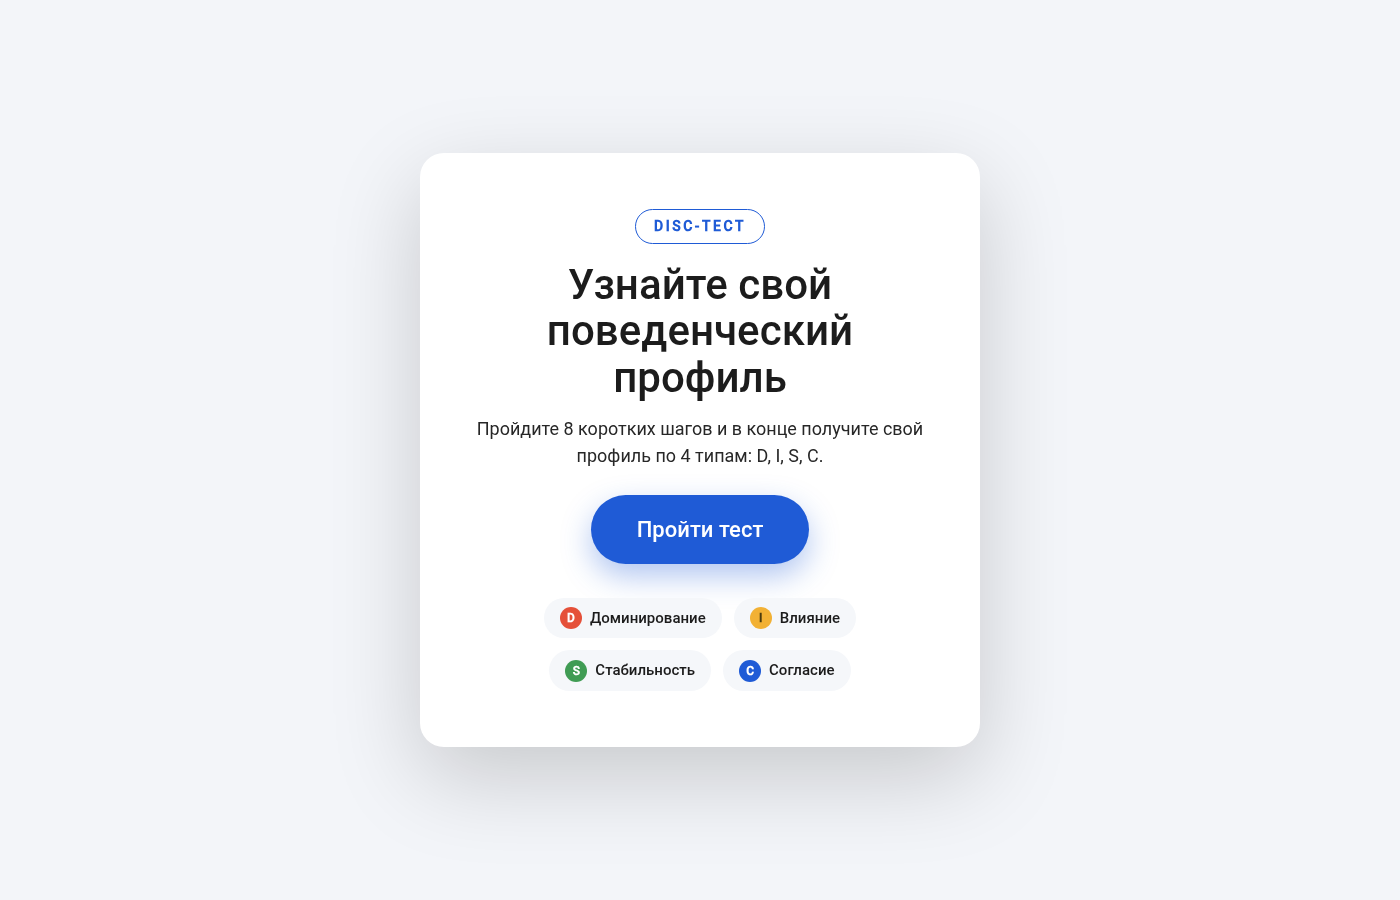 DISC-ТЕСТ
Узнайте свой
поведенческий
профиль
Пройдите 8 коротких шагов и в конце получите свой
профиль по 4 типам: D, I, S, C.
Пройти тест
D Доминирование
I Влияние
S Стабильность
C Согласие